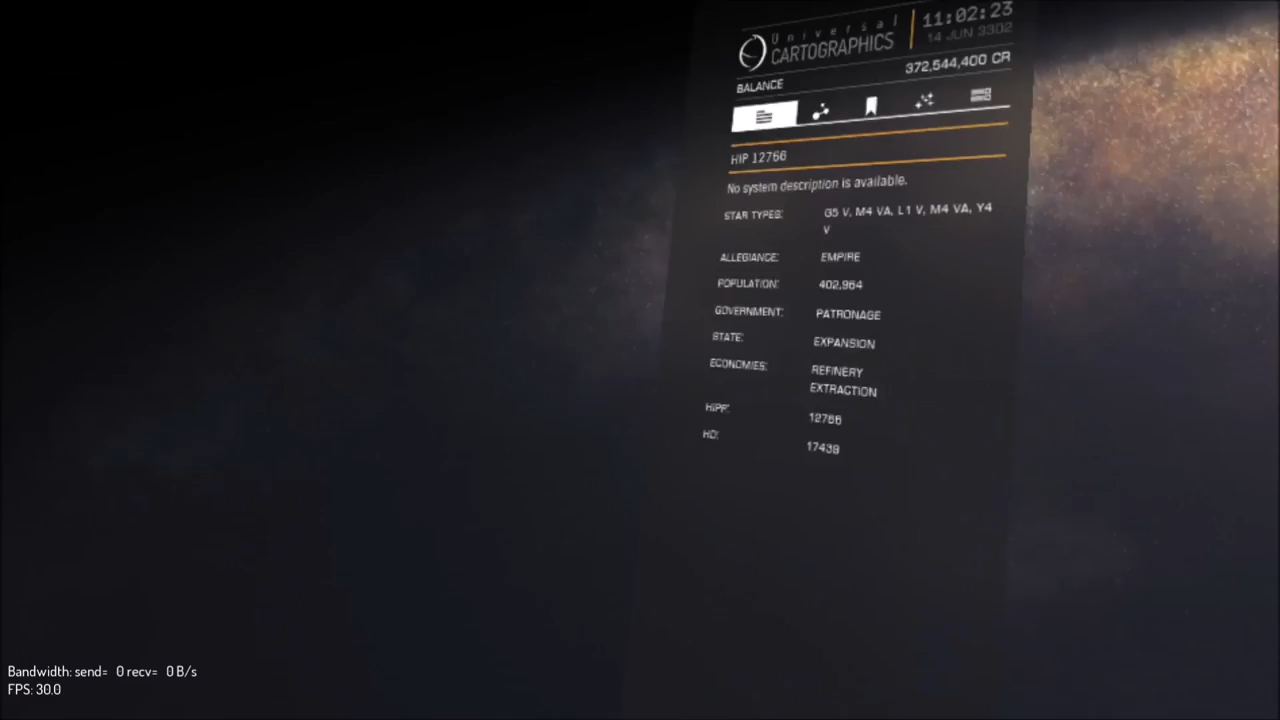 Universal
CARTOGRAPHICS
11:02:23
14 JUN 3302
BALANCE 372,544,400 CR
HIP 12766
No system description is available.
STAR TYPES: G5 V, M4 VA, L1 V, M4 VA, Y4
V
ALLEGIANCE: EMPIRE
POPULATION: 402,964
GOVERNMENT: PATRONAGE
STATE: EXPANSION
ECONOMIES: REFINERY
EXTRACTION
HIPP: 12766
HD: 17439
Bandwidth: send= 0 recv= 0 B/s
FPS: 30.0